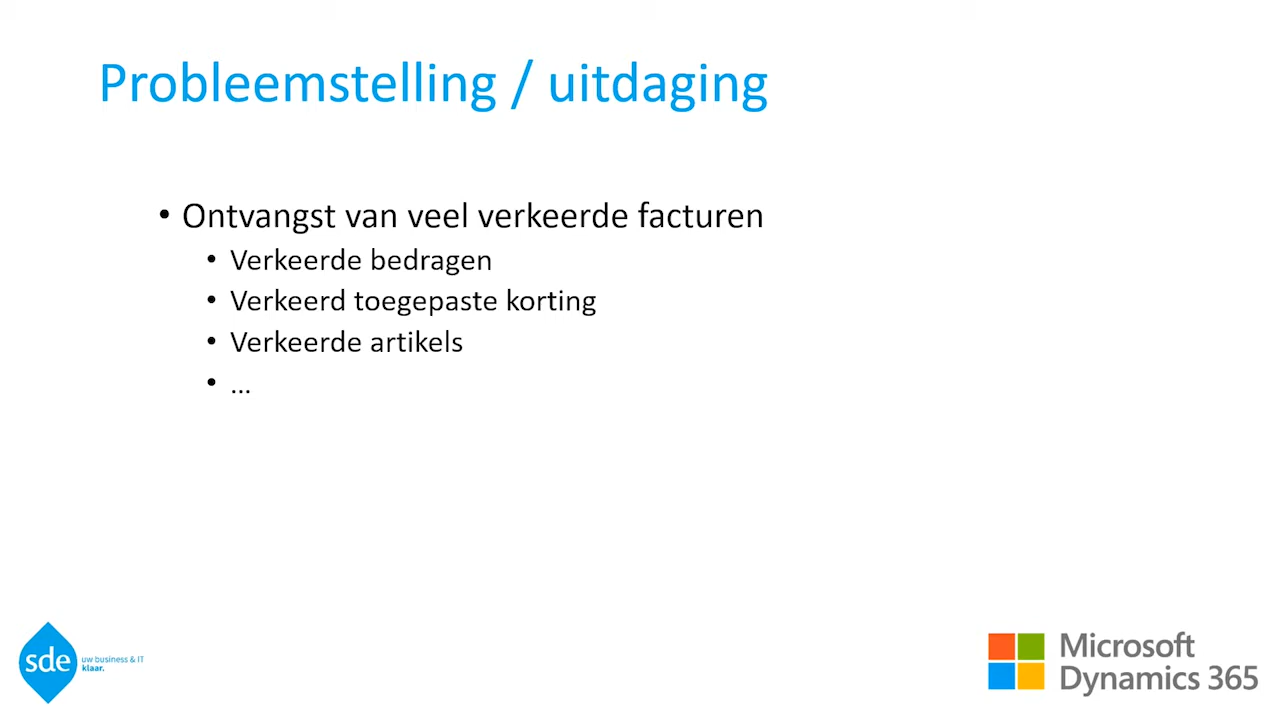 Probleemstelling / uitdaging
• Ontvangst van veel verkeerde facturen
• Verkeerde bedragen
• Verkeerd toegepaste korting
• Verkeerde artikels
• ...
sde
uw business & IT
klaar.
Microsoft
Dynamics 365